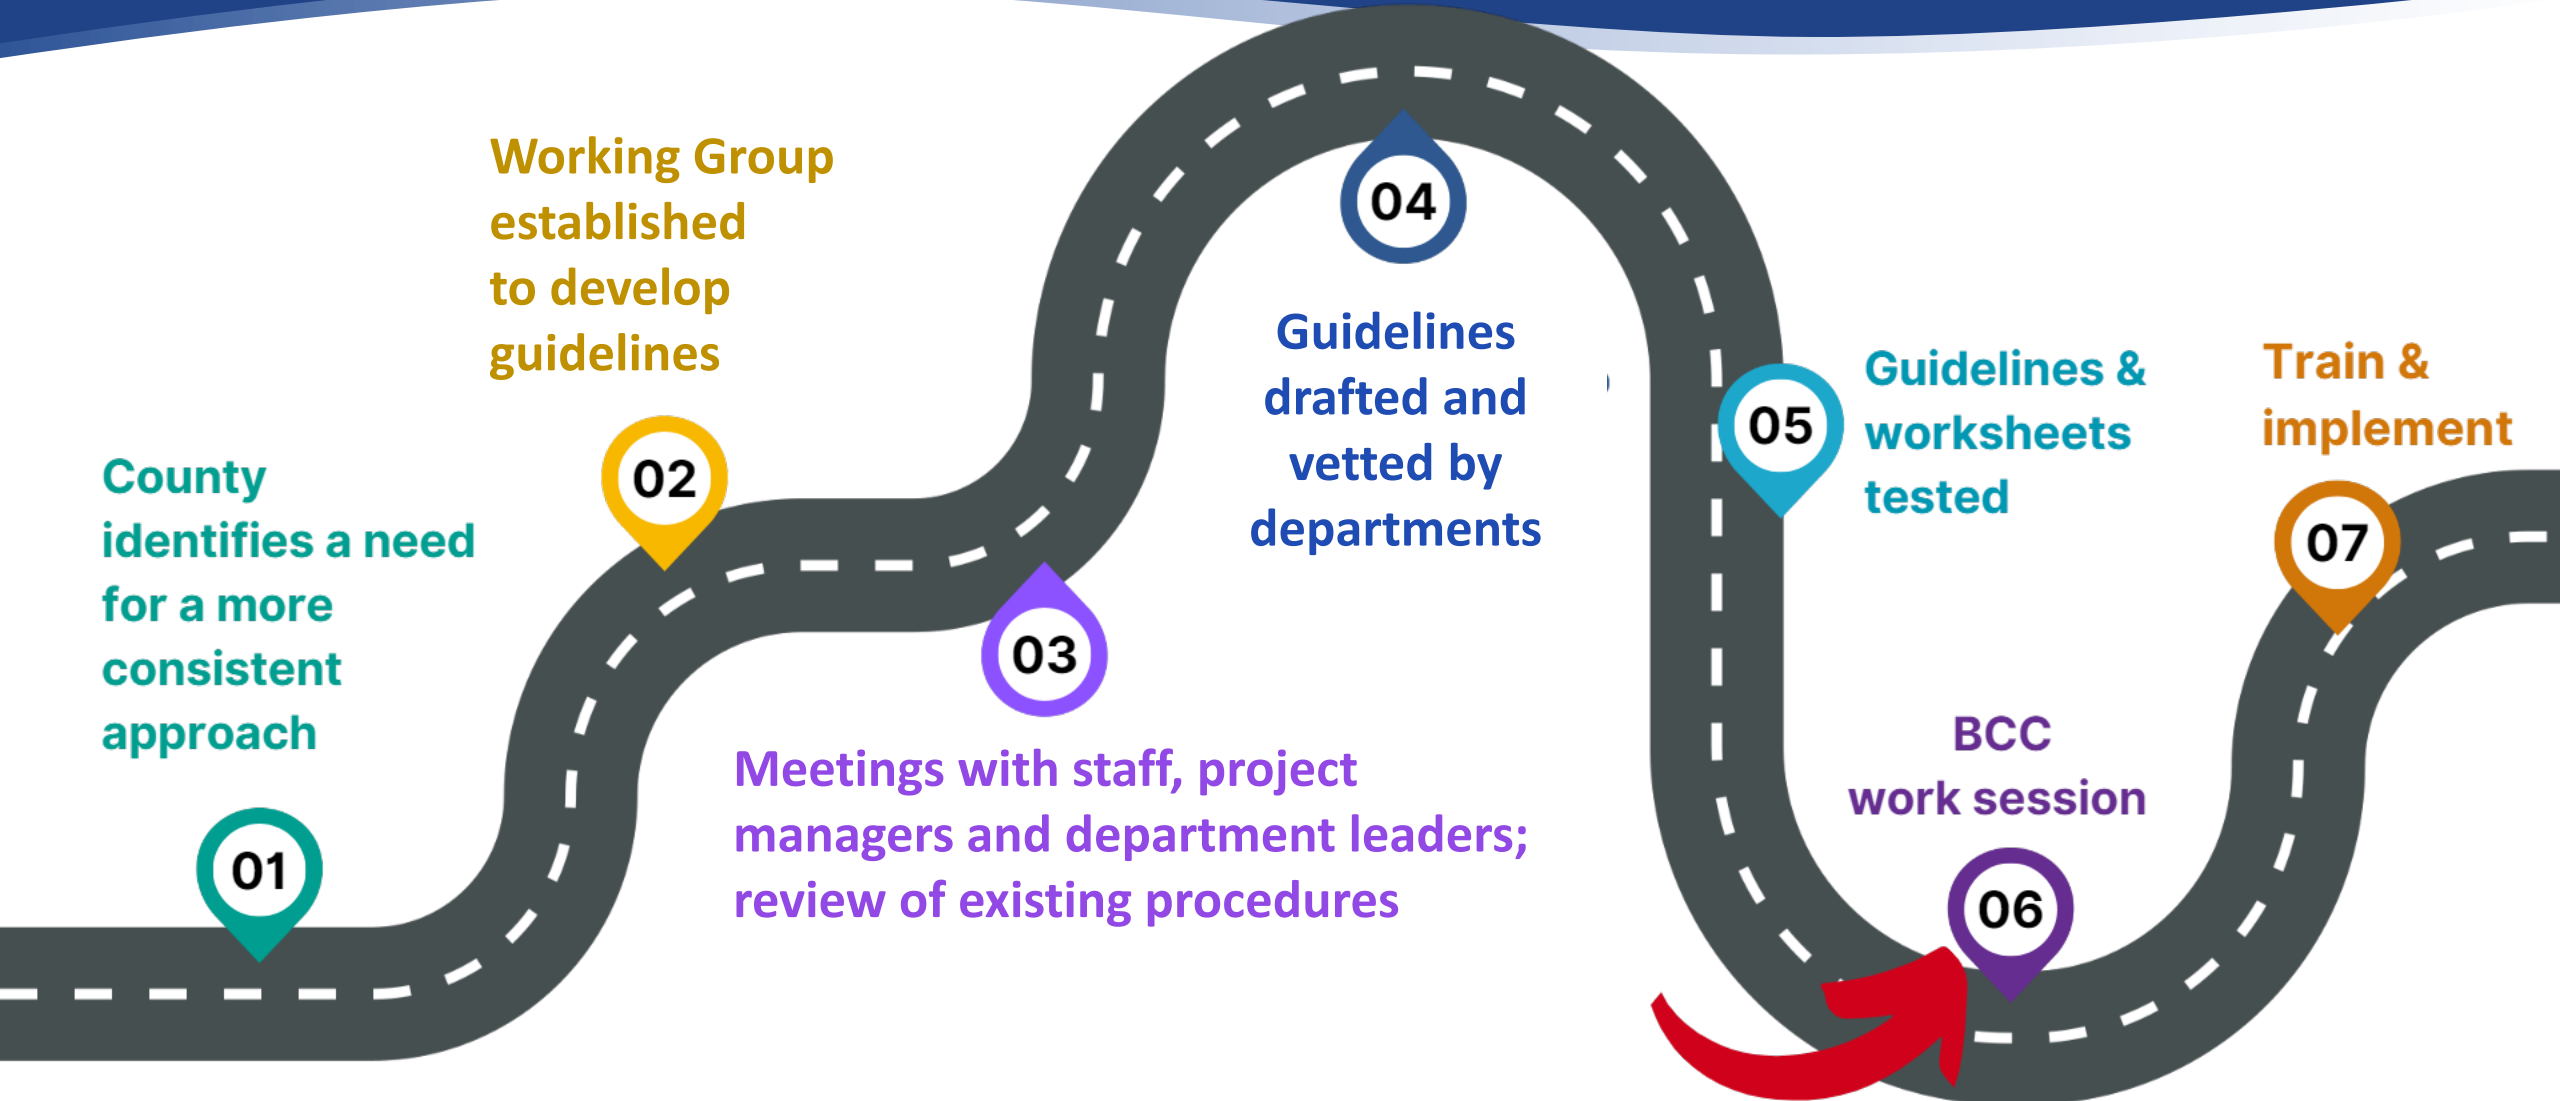 County
identifies a need
for a more
consistent
approach
01
Working Group
established
to develop
guidelines
02
03
Meetings with staff, project
managers and department leaders;
review of existing procedures
04
Guidelines
drafted and
vetted by
departments
05
Guidelines &
worksheets
tested
BCC
work session
06
Train &
implement
07